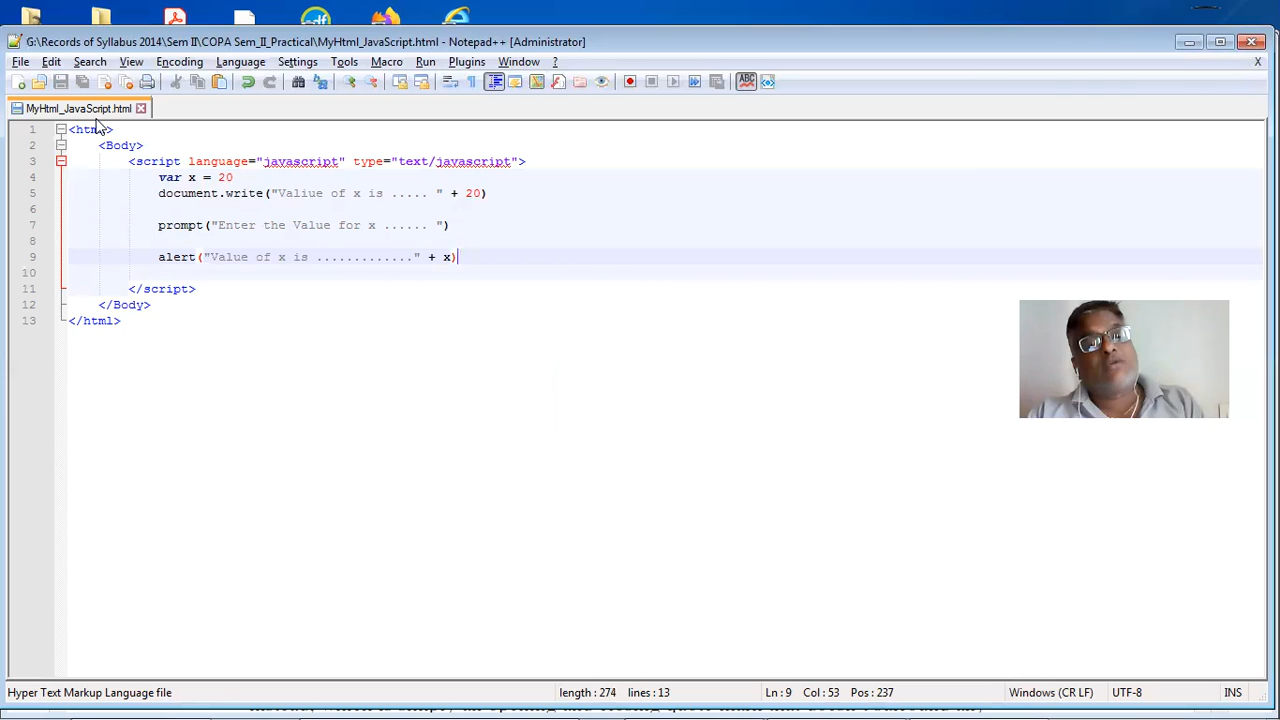 pdf
G:\Records of Syllabus 2014\Sem II\COPA Sem_II_Practical\MyHtml_JavaScript.html - Notepad++ [Administrator]
File Edit Search View Encoding Language Settings Tools Macro Run Plugins Window ? X
ABC
MyHtml_JavaScript.html
1 <html>
2 <Body>
3 <script language="javascript" type="text/javascript">
4 var x = 20
5 document.write("Valiue of x is ..... " + 20)
6
7 prompt("Enter the Value for x ...... ")
8
9 alert("Value of x is ............." + x)
10
11 </script>
12 </Body>
13 </html>
Hyper Text Markup Language file length : 274 lines : 13 Ln : 9 Col : 53 Pos : 237 Windows (CR LF) UTF-8 INS